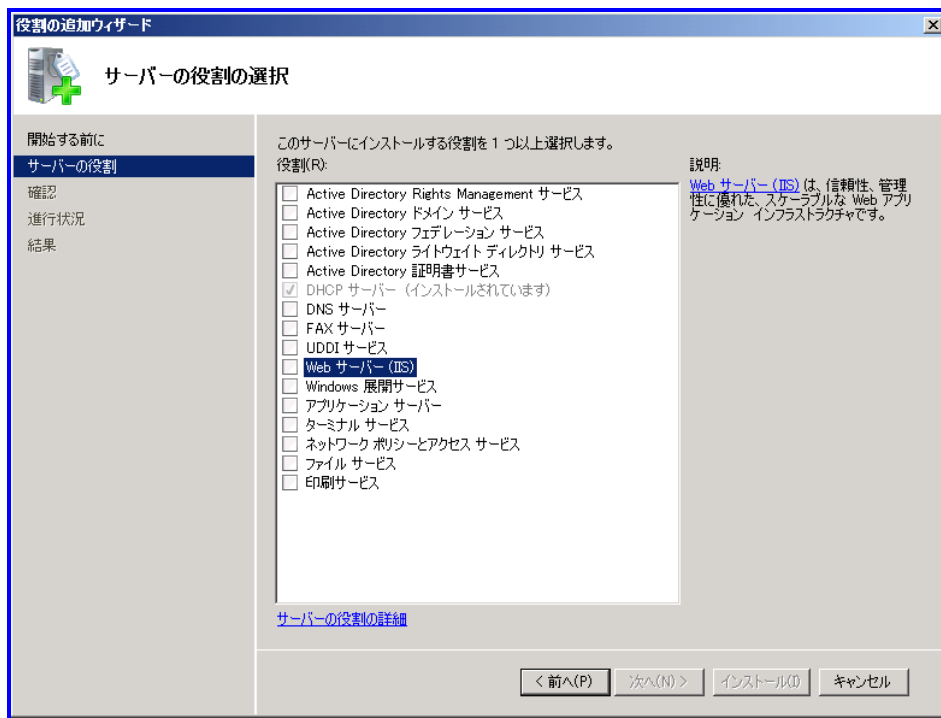 役割の追加ウィザード
サーバーの役割の選択
開始する前に
サーバーの役割
確認
進行状況
結果
このサーバーにインストールする役割を 1 つ以上選択します。
役割(R):
Active Directory Rights Management サービス
Active Directory ドメイン サービス
Active Directory フェデレーション サービス
Active Directory ライトウェイト ディレクトリ サービス
Active Directory 証明書サービス
DHCP サーバー (インストールされています)
DNS サーバー
FAX サーバー
UDDI サービス
Web サーバー (IIS)
Windows 展開サービス
アプリケーション サーバー
ターミナル サービス
ネットワーク ポリシーとアクセス サービス
ファイル サービス
印刷サービス
サーバーの役割の詳細
説明:
Web サーバー (IIS) は、信頼性、管理
性に優れた、スケーラブルな Web アプリ
ケーション インフラストラクチャです。
< 前へ(P)
次へ(N) >
インストール(I)
キャンセル